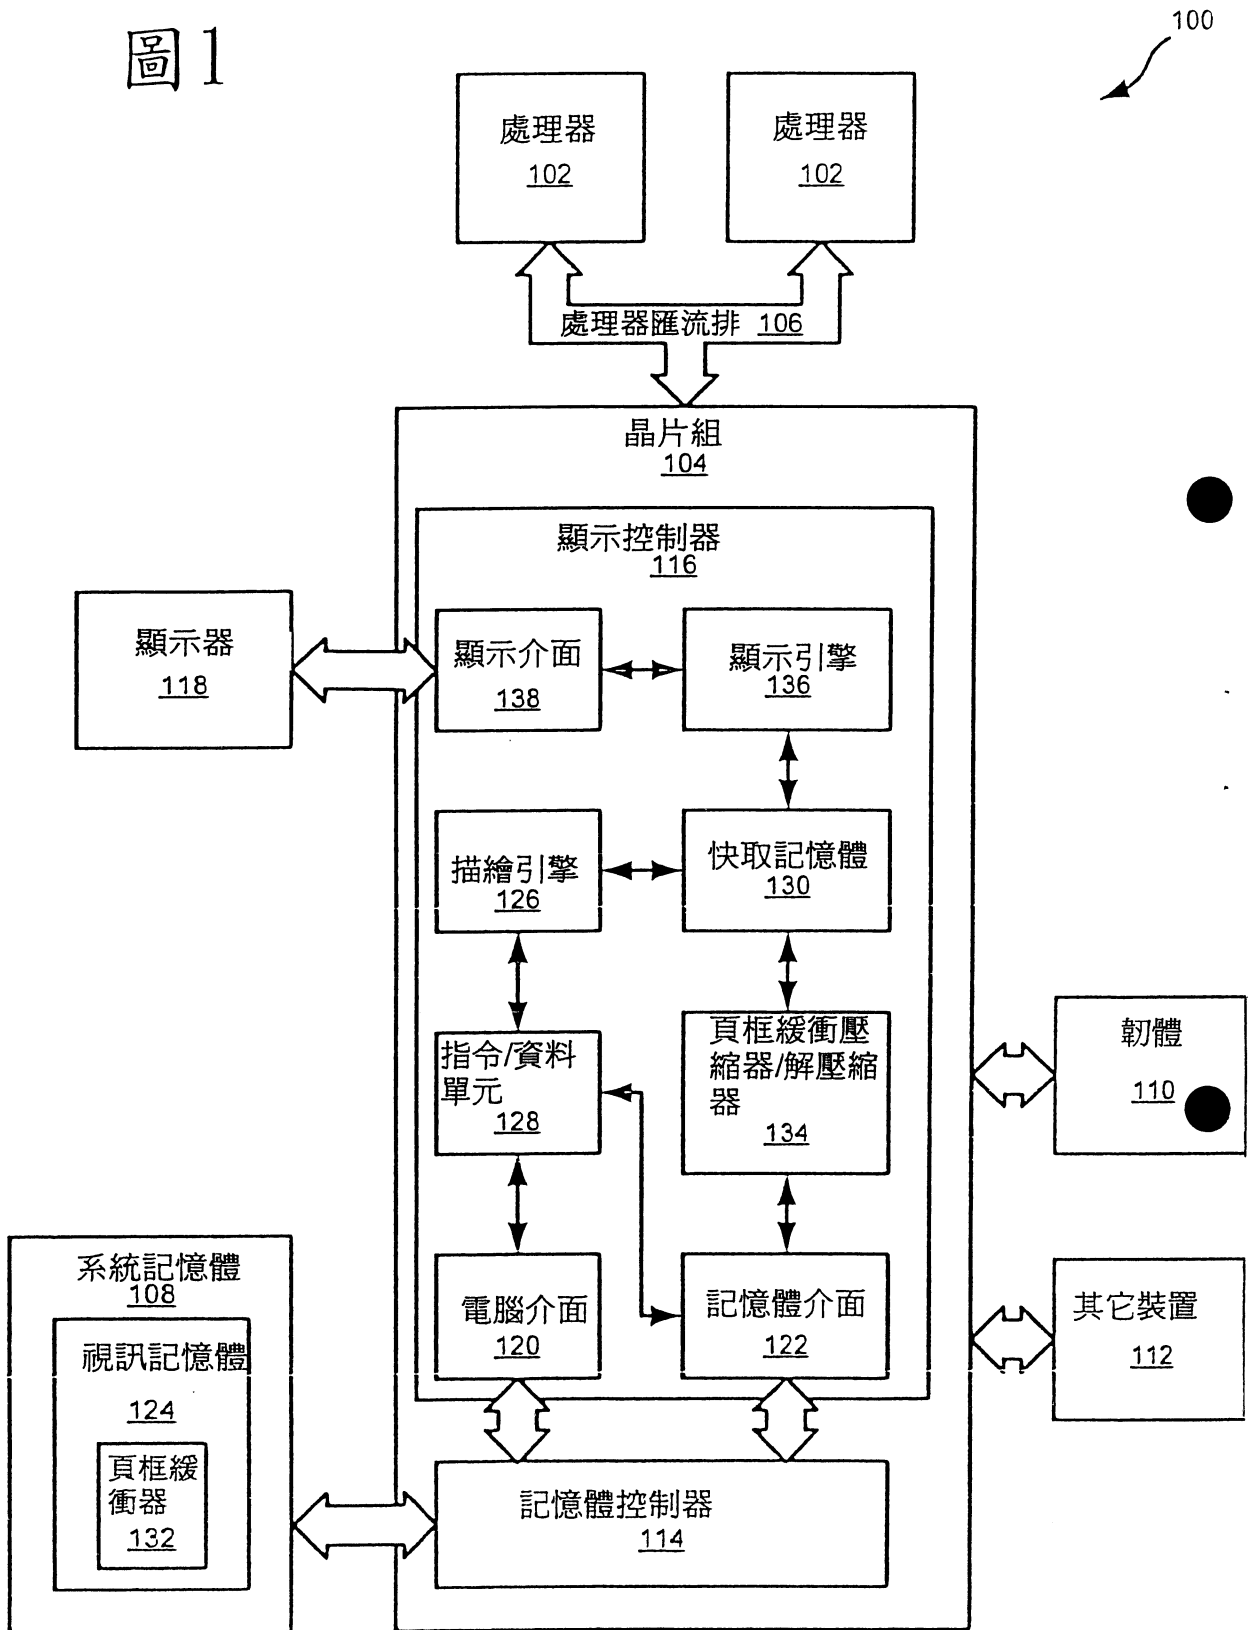 圖1
100
處理器
102
處理器
102
處理器匯流排 106
晶片組
104
顯示控制器
116
顯示器
118
顯示介面
138
顯示引擎
136
描繪引擎
126
快取記憶體
130
指令/資料
單元
128
頁框緩衝壓
縮器/解壓縮
器
134
韌體
110
系統記憶體
108
視訊記憶體
124
頁框緩
衝器
132
電腦介面
120
記憶體介面
122
其它裝置
112
記憶體控制器
114